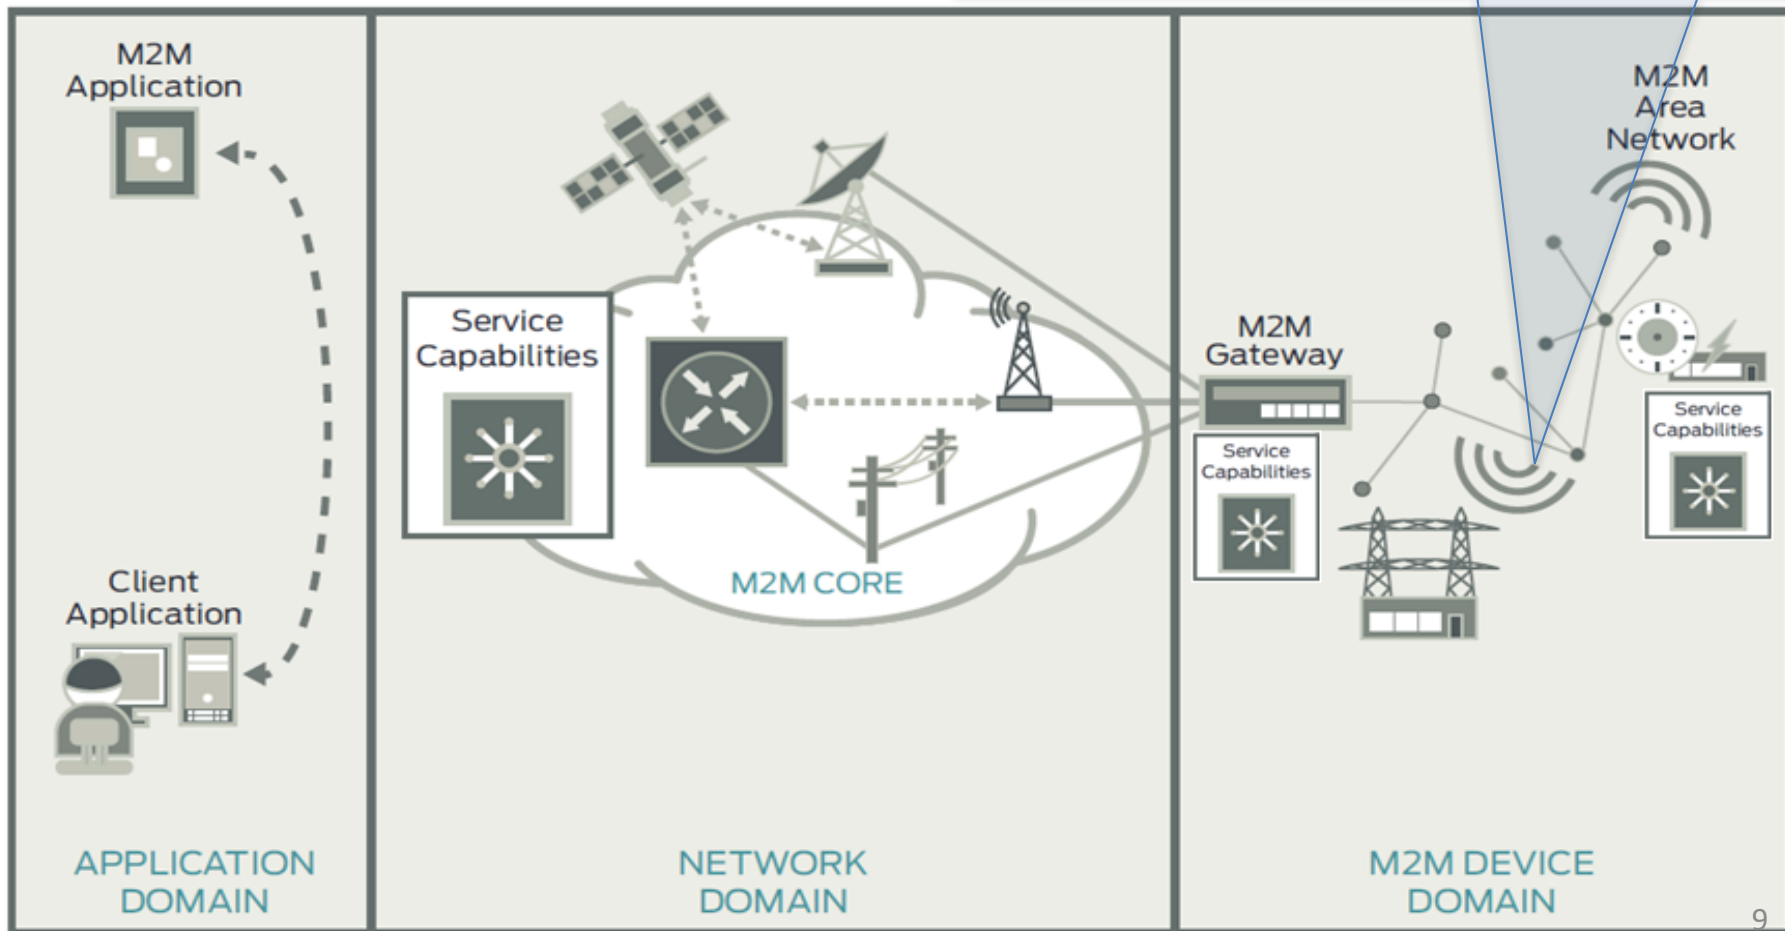 M2M
Application
Client
Application
APPLICATION
DOMAIN
Service
Capabilities
M2M CORE
NETWORK
DOMAIN
M2M
Area
Network
M2M
Gateway
Service
Capabilities
Service
Capabilities
M2M DEVICE
DOMAIN
9